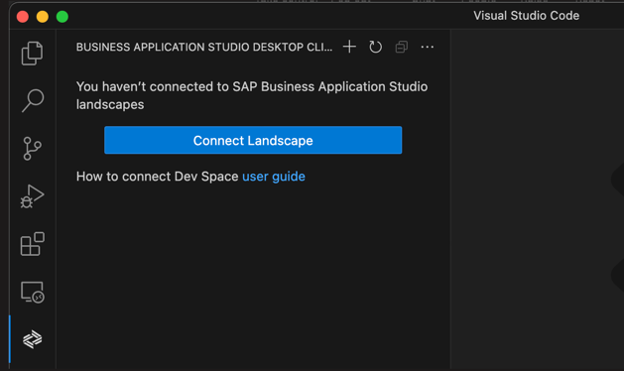 Visual Studio Code
BUSINESS APPLICATION STUDIO DESKTOP CLI...
You haven't connected to SAP Business Application Studio
landscapes
Connect Landscape
How to connect Dev Space user guide